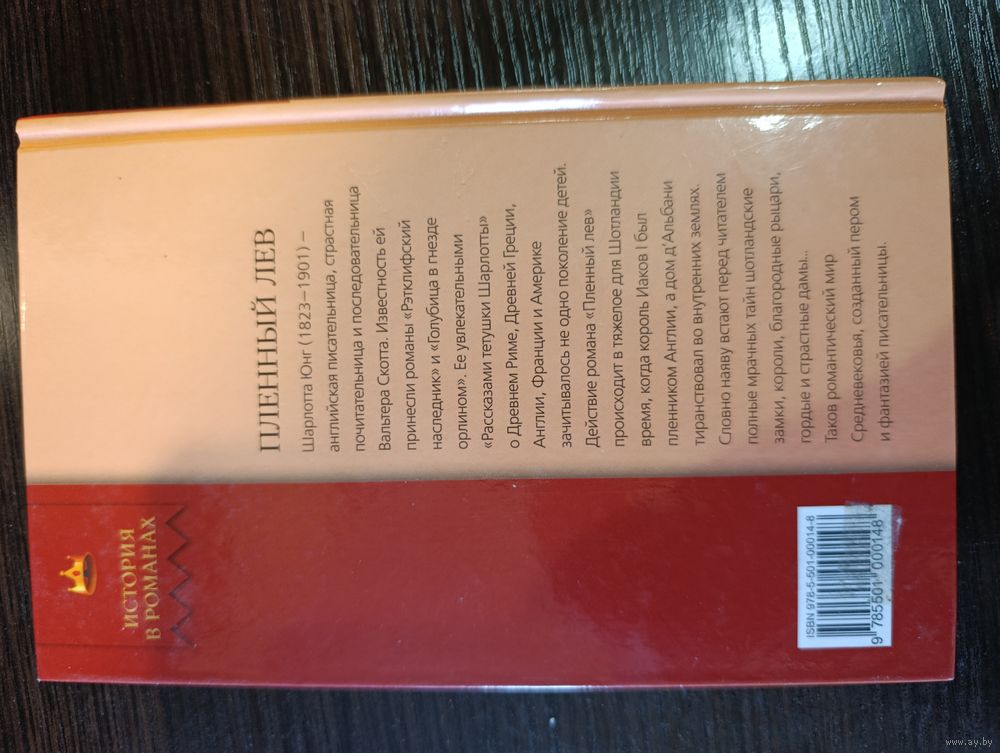 ИСТОРИЯ
В РОМАНАХ
ПЛЕННЫЙ ЛЕВ
Шарлотта Юнг (1823–1901) –
английская писательница, страстная
почитательница и последовательница
Вальтера Скотта. Известность ей
принесли романы «Рэтклифский
наследник» и «Голубица в гнезде
орлином». Ее увлекательными
«Рассказами тетушки Шарлотты»
о Древнем Риме, Древней Греции,
Англии, Франции и Америке
зачитывалось не одно поколение детей.
Действие романа «Пленный лев»
происходит в тяжелое для Шотландии
время, когда король Иаков I был
пленником Англии, а дом д’Альбани
тиранствовал во внутренних землях.
Словно наяву встают перед читателем
полные мрачных тайн шотландские
замки, короли, благородные рыцари,
гордые и страстные дамы...
Таков романтический мир
Средневековья, созданный пером
и фантазией писательницы.
ISBN 978-5-501-00014-8
9 785501 000148
www.ay.by